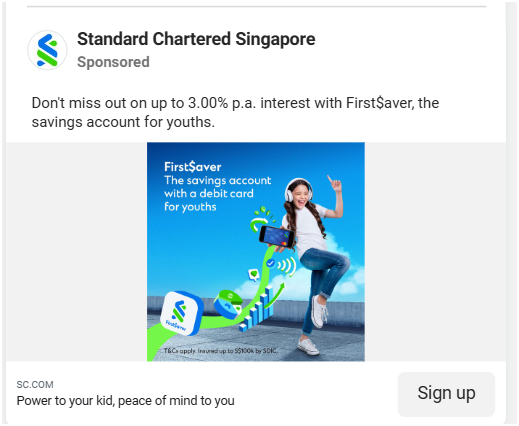 Standard Chartered Singapore
Sponsored
Don't miss out on up to 3.00% p.a. interest with First$aver, the
savings account for youths.
First$aver
The savings account
with a debit card
for youths
First$aver
T&Cs apply. Insured up to S$100k by SDIC.
SC.COM
Power to your kid, peace of mind to you
Sign up